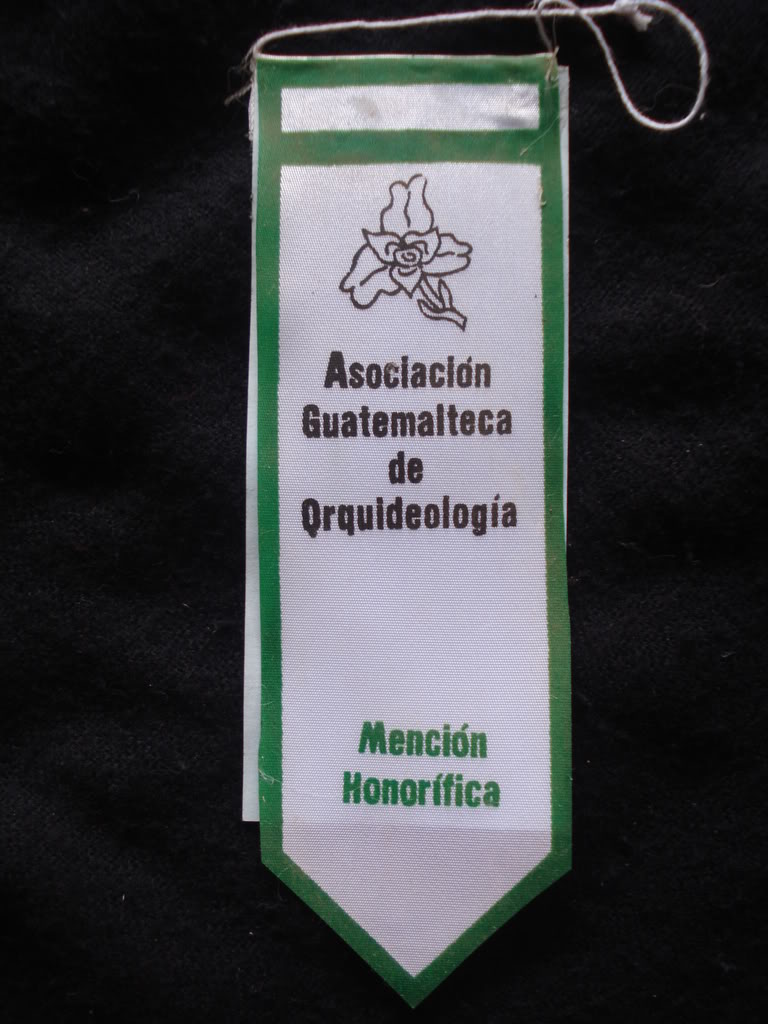 Asociación
Guatemalteca
de
Orquideología
Mención
Honorífica